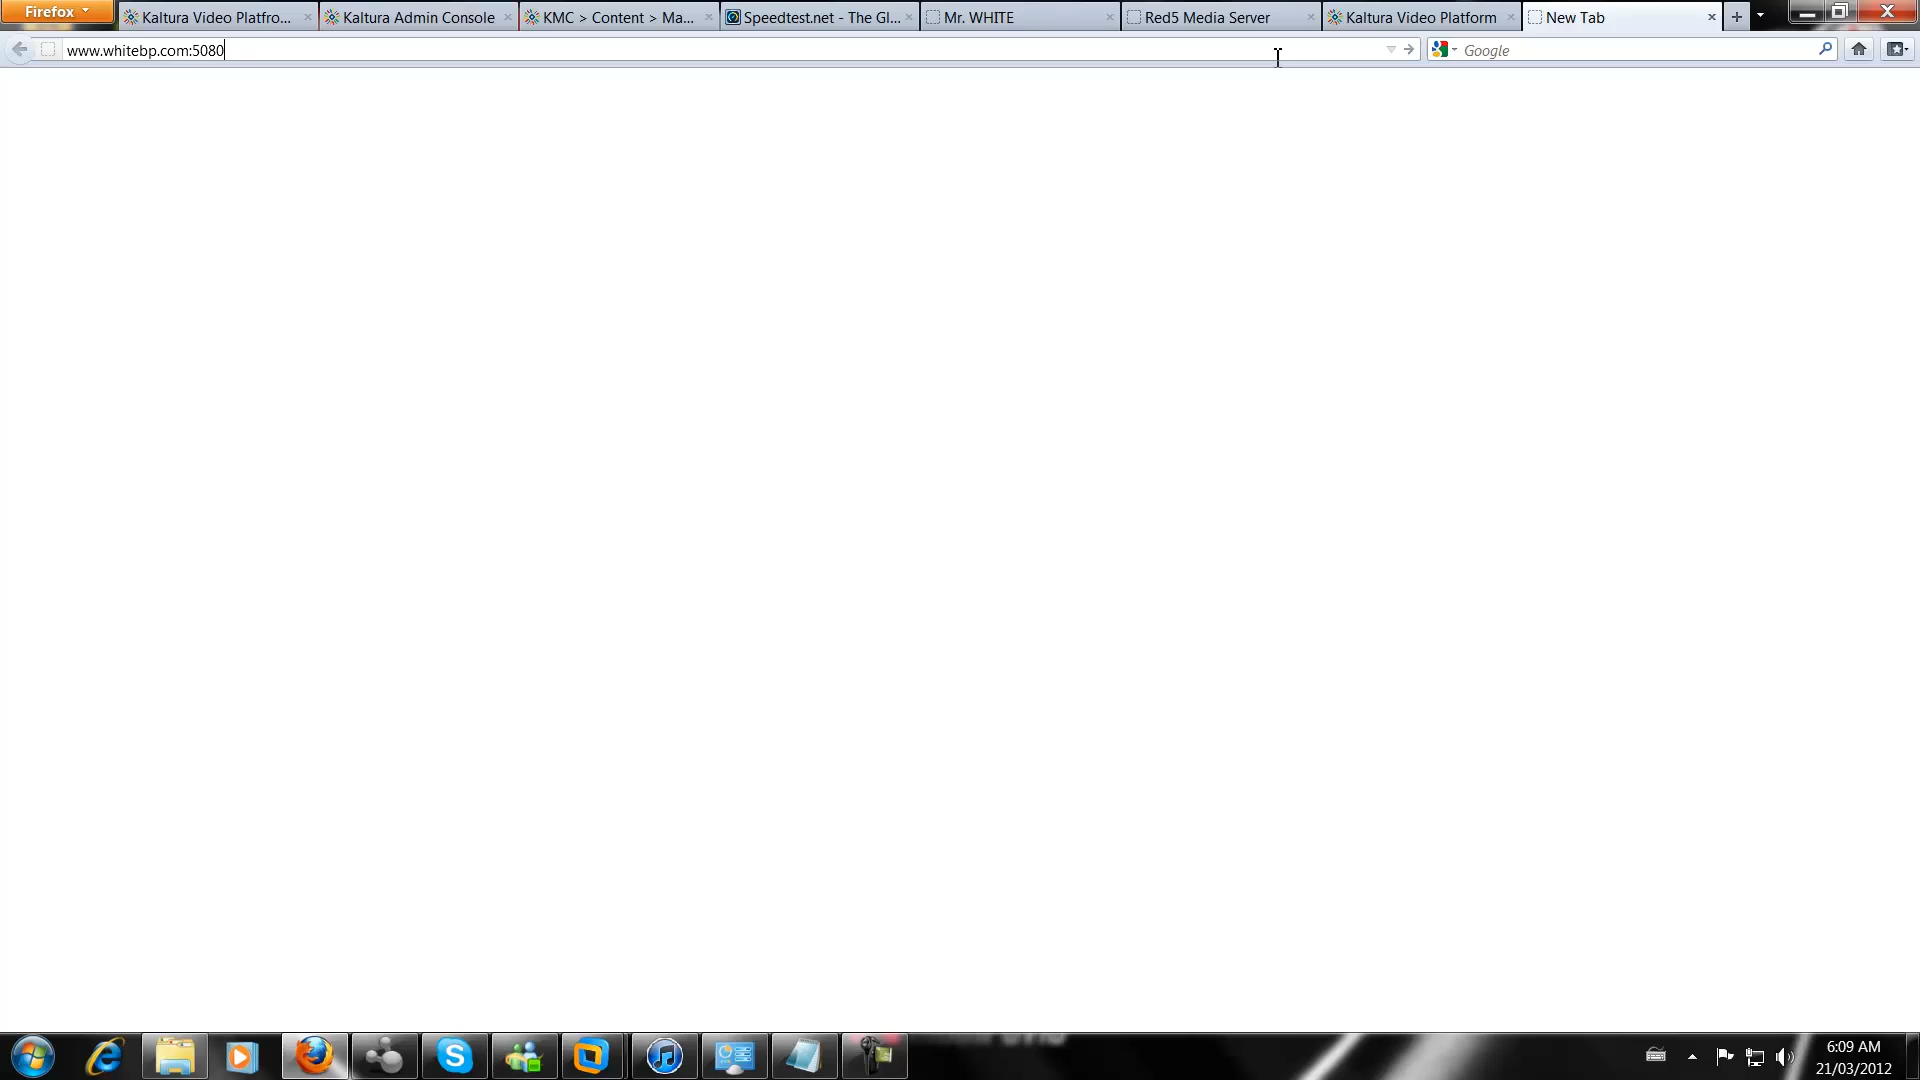 Firefox
Kaltura Video Platfro...
Kaltura Admin Console
KMC > Content > Ma...
Speedtest.net - The Gl...
Mr. WHITE
Red5 Media Server
Kaltura Video Platform
New Tab
www.whitebp.com:5080
Google
6:09 AM
21/03/2012